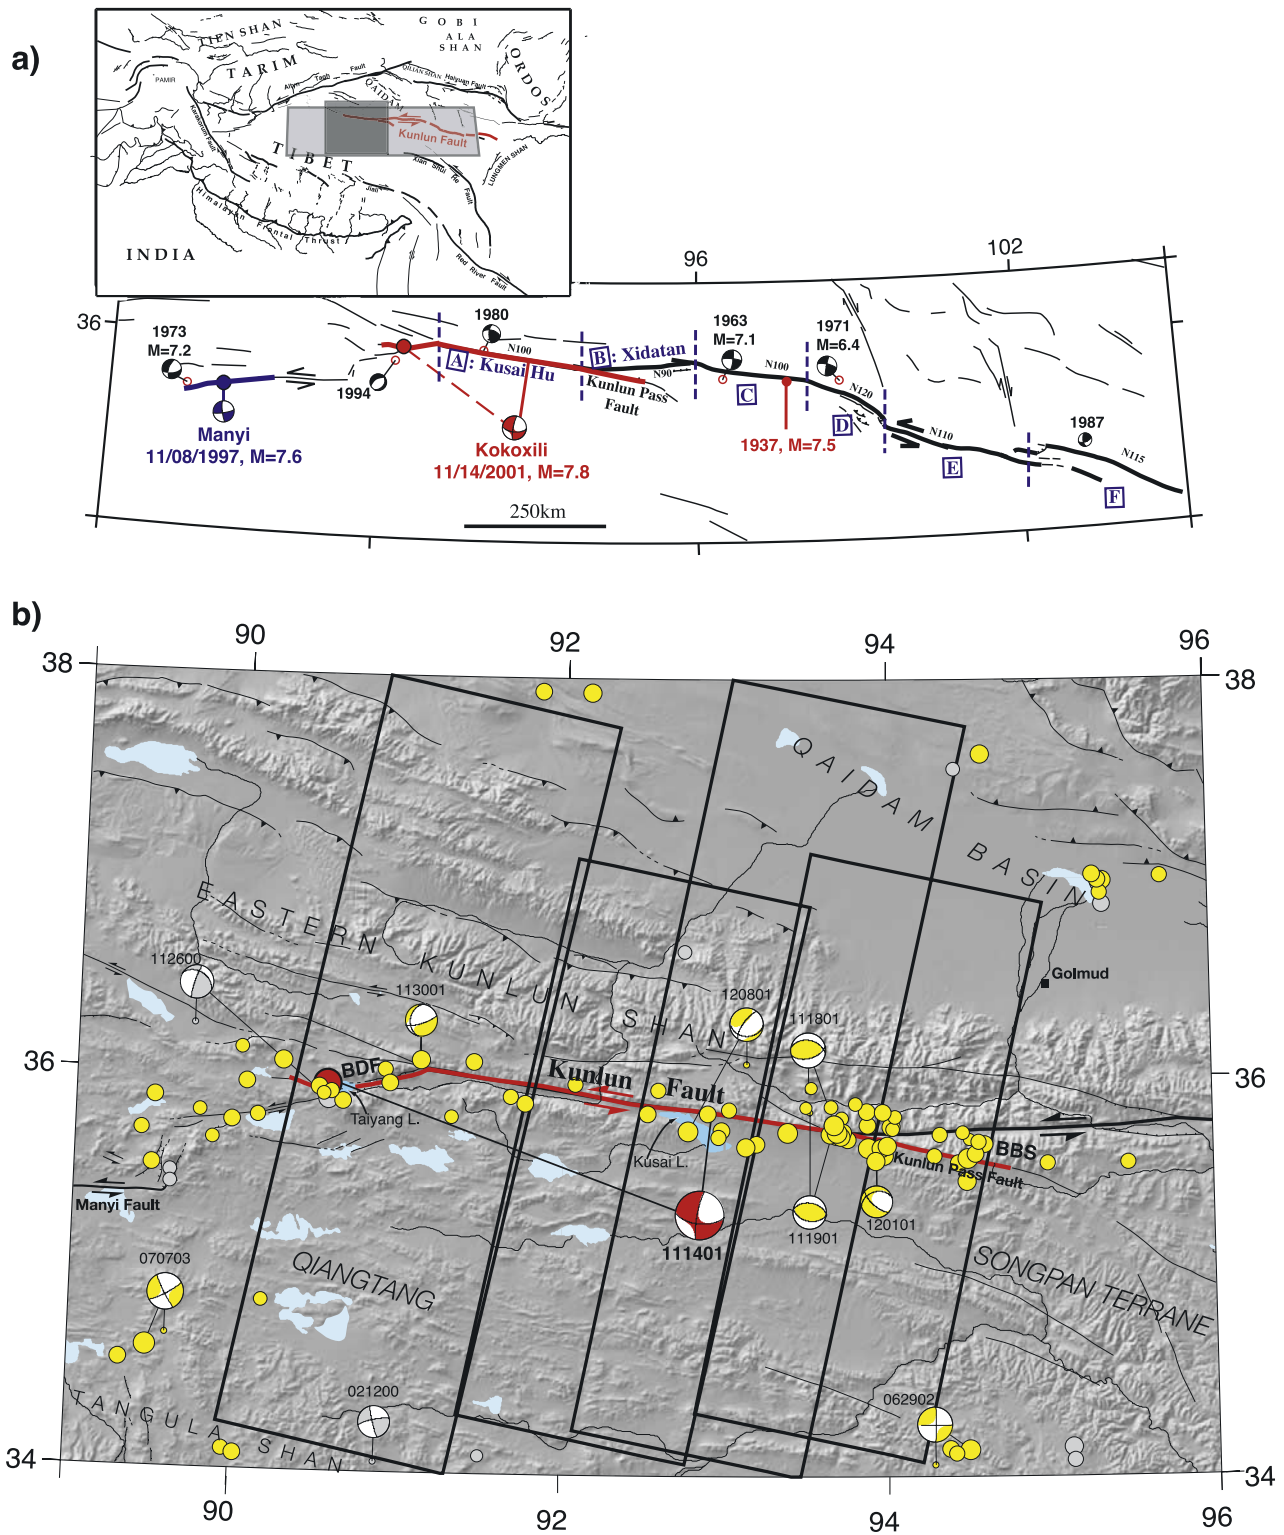 a)
TIEN SHAN
G O B I
ALA
SHAN
ORDOS
TARIM
PAMIR
Altyn Tagh Fault
QILIAN SHAN
Haiyuan Fault
QAIDAM
Karakorum Fault
Kunlun Fault
TIBET
Xian Shui He Fault
LUNGMEN SHAN
Jiali
Himalayan Frontal Thrust
INDIA
Red River Fault
96
102
36
1973
M=7.2
1980
N100
1963
M=7.1
1971
M=6.4
A : Kusai Hu
B : Xidatan
N90
N100
N120
1994
Kunlun Pass
Fault
C
D
N110
1987
N115
Manyi
11/08/1997, M=7.6
Kokoxili
11/14/2001, M=7.8
1937, M=7.5
E
F
250km
b)
90
92
94
96
38
38
QAIDAM
BASIN
EASTERN KUNLUN SHAN
Golmud
112600
113001
120801
111801
36
36
BDF
Kunlun Fault
Taiyang L.
Kusai L.
BBS
Kunlun Pass Fault
Manyi Fault
111401
111901
120101
070703
QIANGTANG
SONGPAN TERRANE
021200
062902
TANGULA SHAN
34
34
90
92
94
96